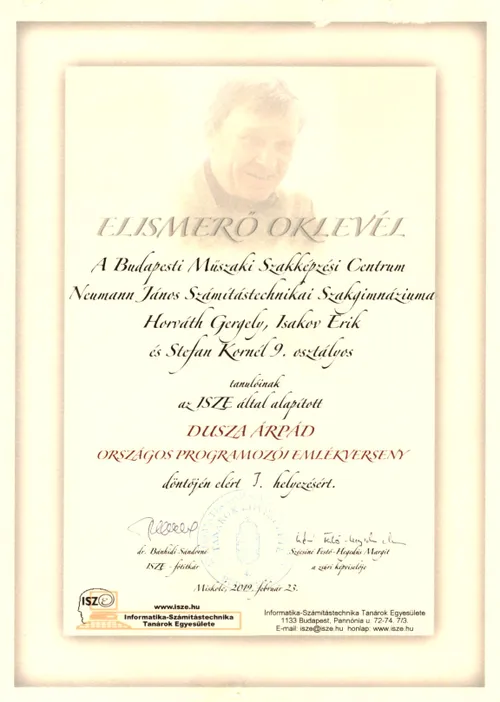 ELISMERŐ OKLEVÉL
A Budapesti Műszaki Szakképzési Centrum
Neumann János Számítástechnikai Szakgimnáziuma
Horváth Gergely, Isakov Erik
és Stefan Kornél 9. osztályos
tanulóinak
az ISZE által alapított
DUSZA ÁRPÁD
ORSZÁGOS PROGRAMOZÓI EMLÉKVERSENY
döntőjén elért I. helyezésért.
dr. Bánhidi Sándorné
ISZE - főtitkár
Szécsiné Festő-Hegedűs Margit
a zsűri képviselője
Miskolc, 2019. február 23.
ISZE
www.isze.hu
Informatika-Számítástechnika
Tanárok Egyesülete
Informatika-Számítástechnika Tanárok Egyesülete
1133 Budapest, Pannónia u. 72-74. 7/3.
E-mail: isze@isze.hu honlap: www.isze.hu